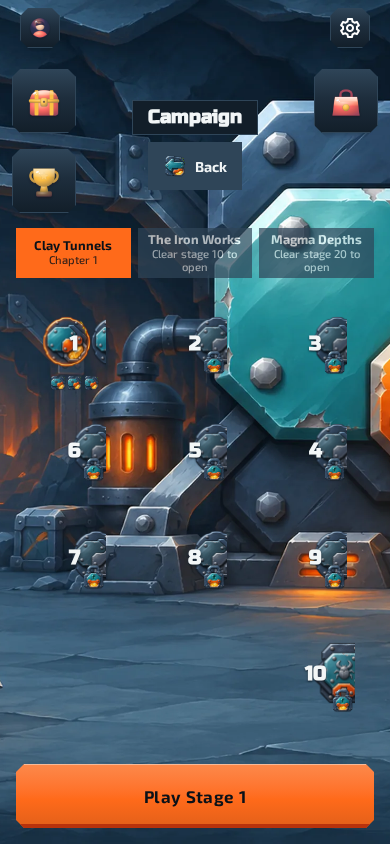 Campaign
Back
Clay Tunnels
Chapter 1
The Iron Works
Clear stage 10 to
open
Magma Depths
Clear stage 20 to
open
1
2
3
6
5
4
7
8
9
10
Play Stage 1